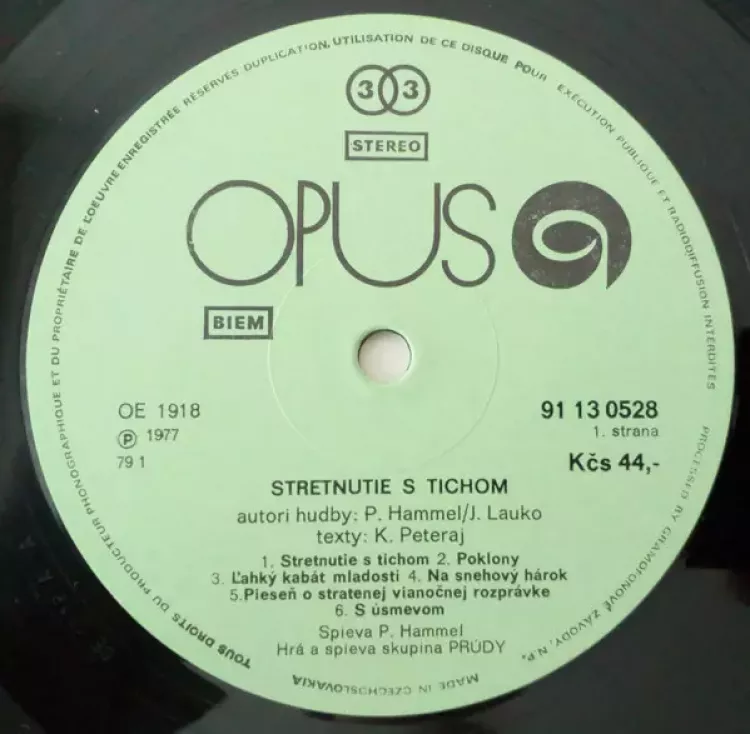 TOUS DROITS DU PRODUCTEUR PHONOGRAPHIQUE ET DU PROPRIÉTAIRE DE L'OEUVRE ENREGISTRÉE RÉSERVÉS DUPLICATION, UTILISATION DE CE DISQUE POUR EXÉCUTION PUBLIQUE ET RADIODIFFUSION INTERDITES
33
STEREO
OPUS
BIEM
OE 1918
91 13 0528
Ⓟ 1977
1. strana
79 1
Kčs 44,-
STRETNUTIE S TICHOM
autori hudby: P. Hammel/J. Lauko
texty: K. Peteraj
1. Stretnutie s tichom 2. Poklony
3. Ľahký kabát mladosti 4. Na snehový hárok
5.Pieseň o stratenej vianočnej rozprávke
6. S úsmevom
Spieva P. Hammel
Hrá a spieva skupina PRÚDY
PROCESSED BY GRAMOFONOVÉ ZÁVODY, N.P.
MADE IN CZECHOSLOVAKIA